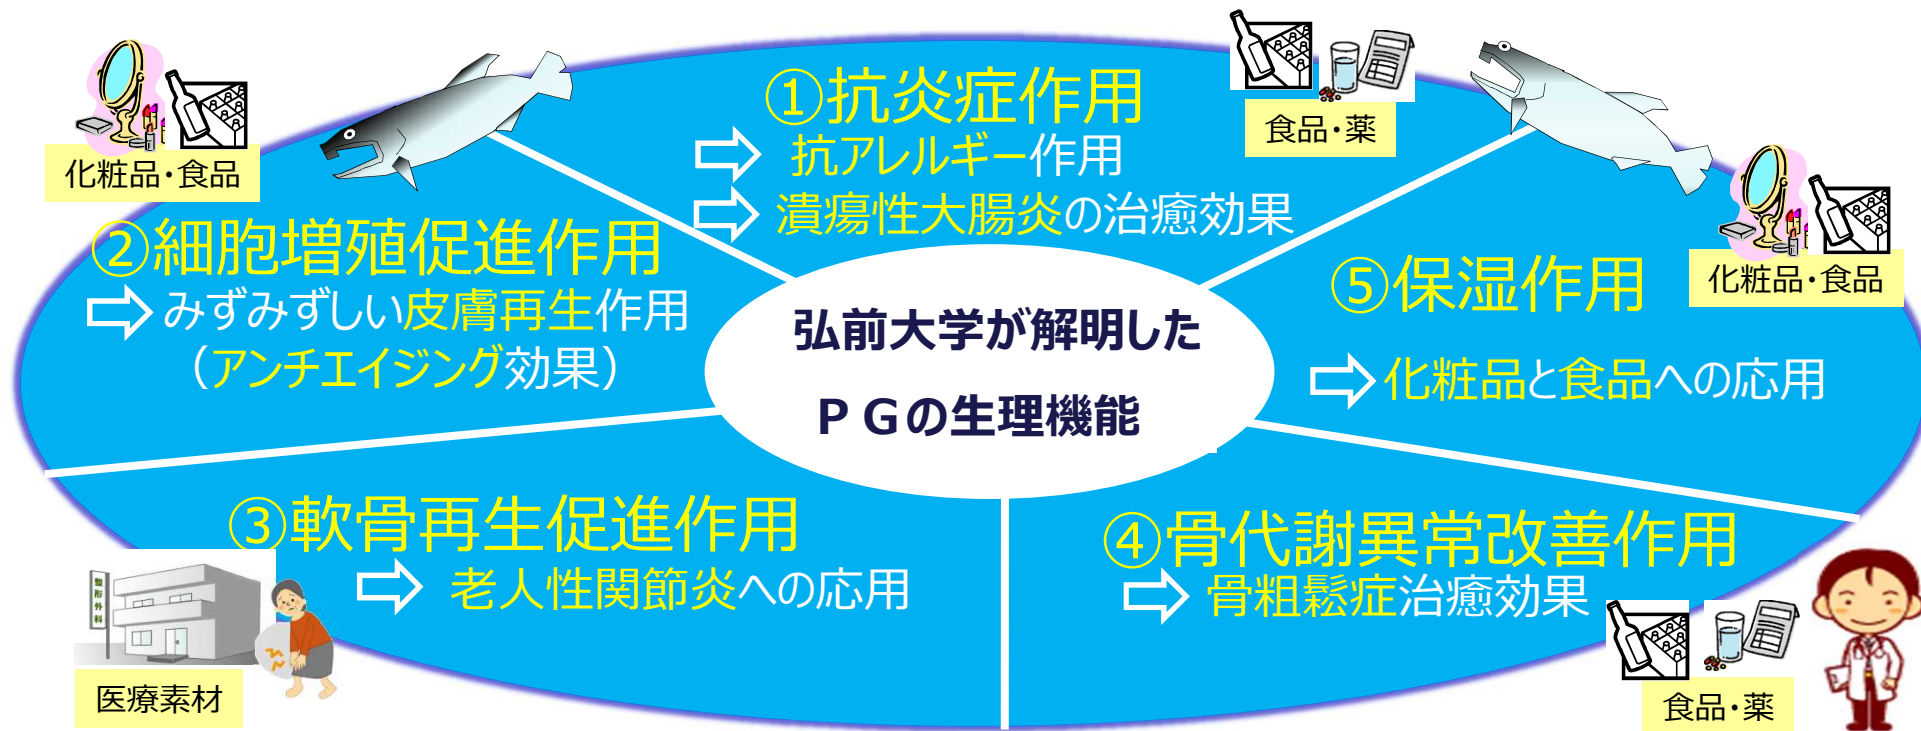 ①抗炎症作用
抗アレルギー作用
潰瘍性大腸炎の治癒効果
食品・薬
化粧品・食品
②細胞増殖促進作用
みずみずしい皮膚再生作用
（アンチエイジング効果）
弘前大学が解明した
ＰＧの生理機能
⑤保湿作用
化粧品・食品
化粧品と食品への応用
③軟骨再生促進作用
老人性関節炎への応用
整形外科
医療素材
④骨代謝異常改善作用
骨粗鬆症治癒効果
食品・薬